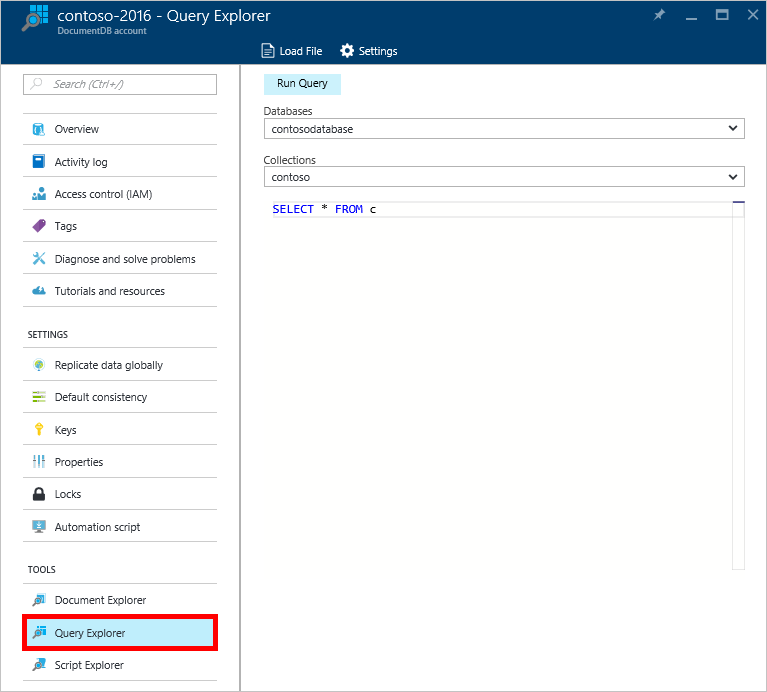 contoso-2016 - Query Explorer
DocumentDB account
Load File
Settings
Search (Ctrl+/)
Overview
Activity log
Access control (IAM)
Tags
Diagnose and solve problems
Tutorials and resources
SETTINGS
Replicate data globally
Default consistency
Keys
Properties
Locks
Automation script
TOOLS
Document Explorer
Query Explorer
Script Explorer
Run Query
Databases
contosodatabase
Collections
contoso
SELECT * FROM c